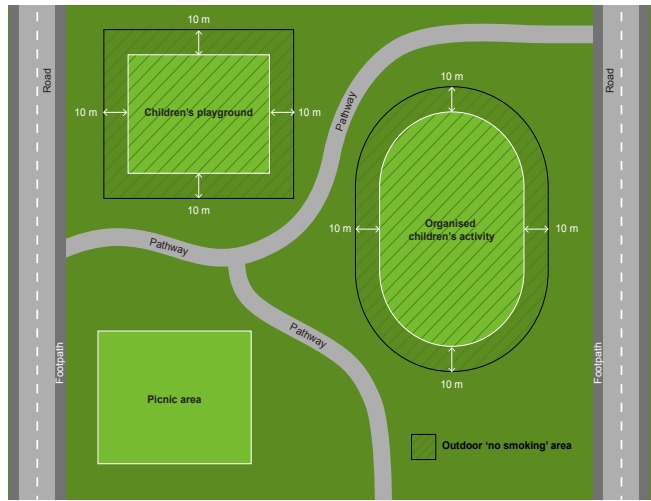 10 m
Road
Children's playground
10 m
10 m
10 m
Pathway
10 m
Road
10 m
Organised
children's activity
10 m
10 m
Pathway
Pathway
Footpath
Picnic area
Footpath
Outdoor 'no smoking' area